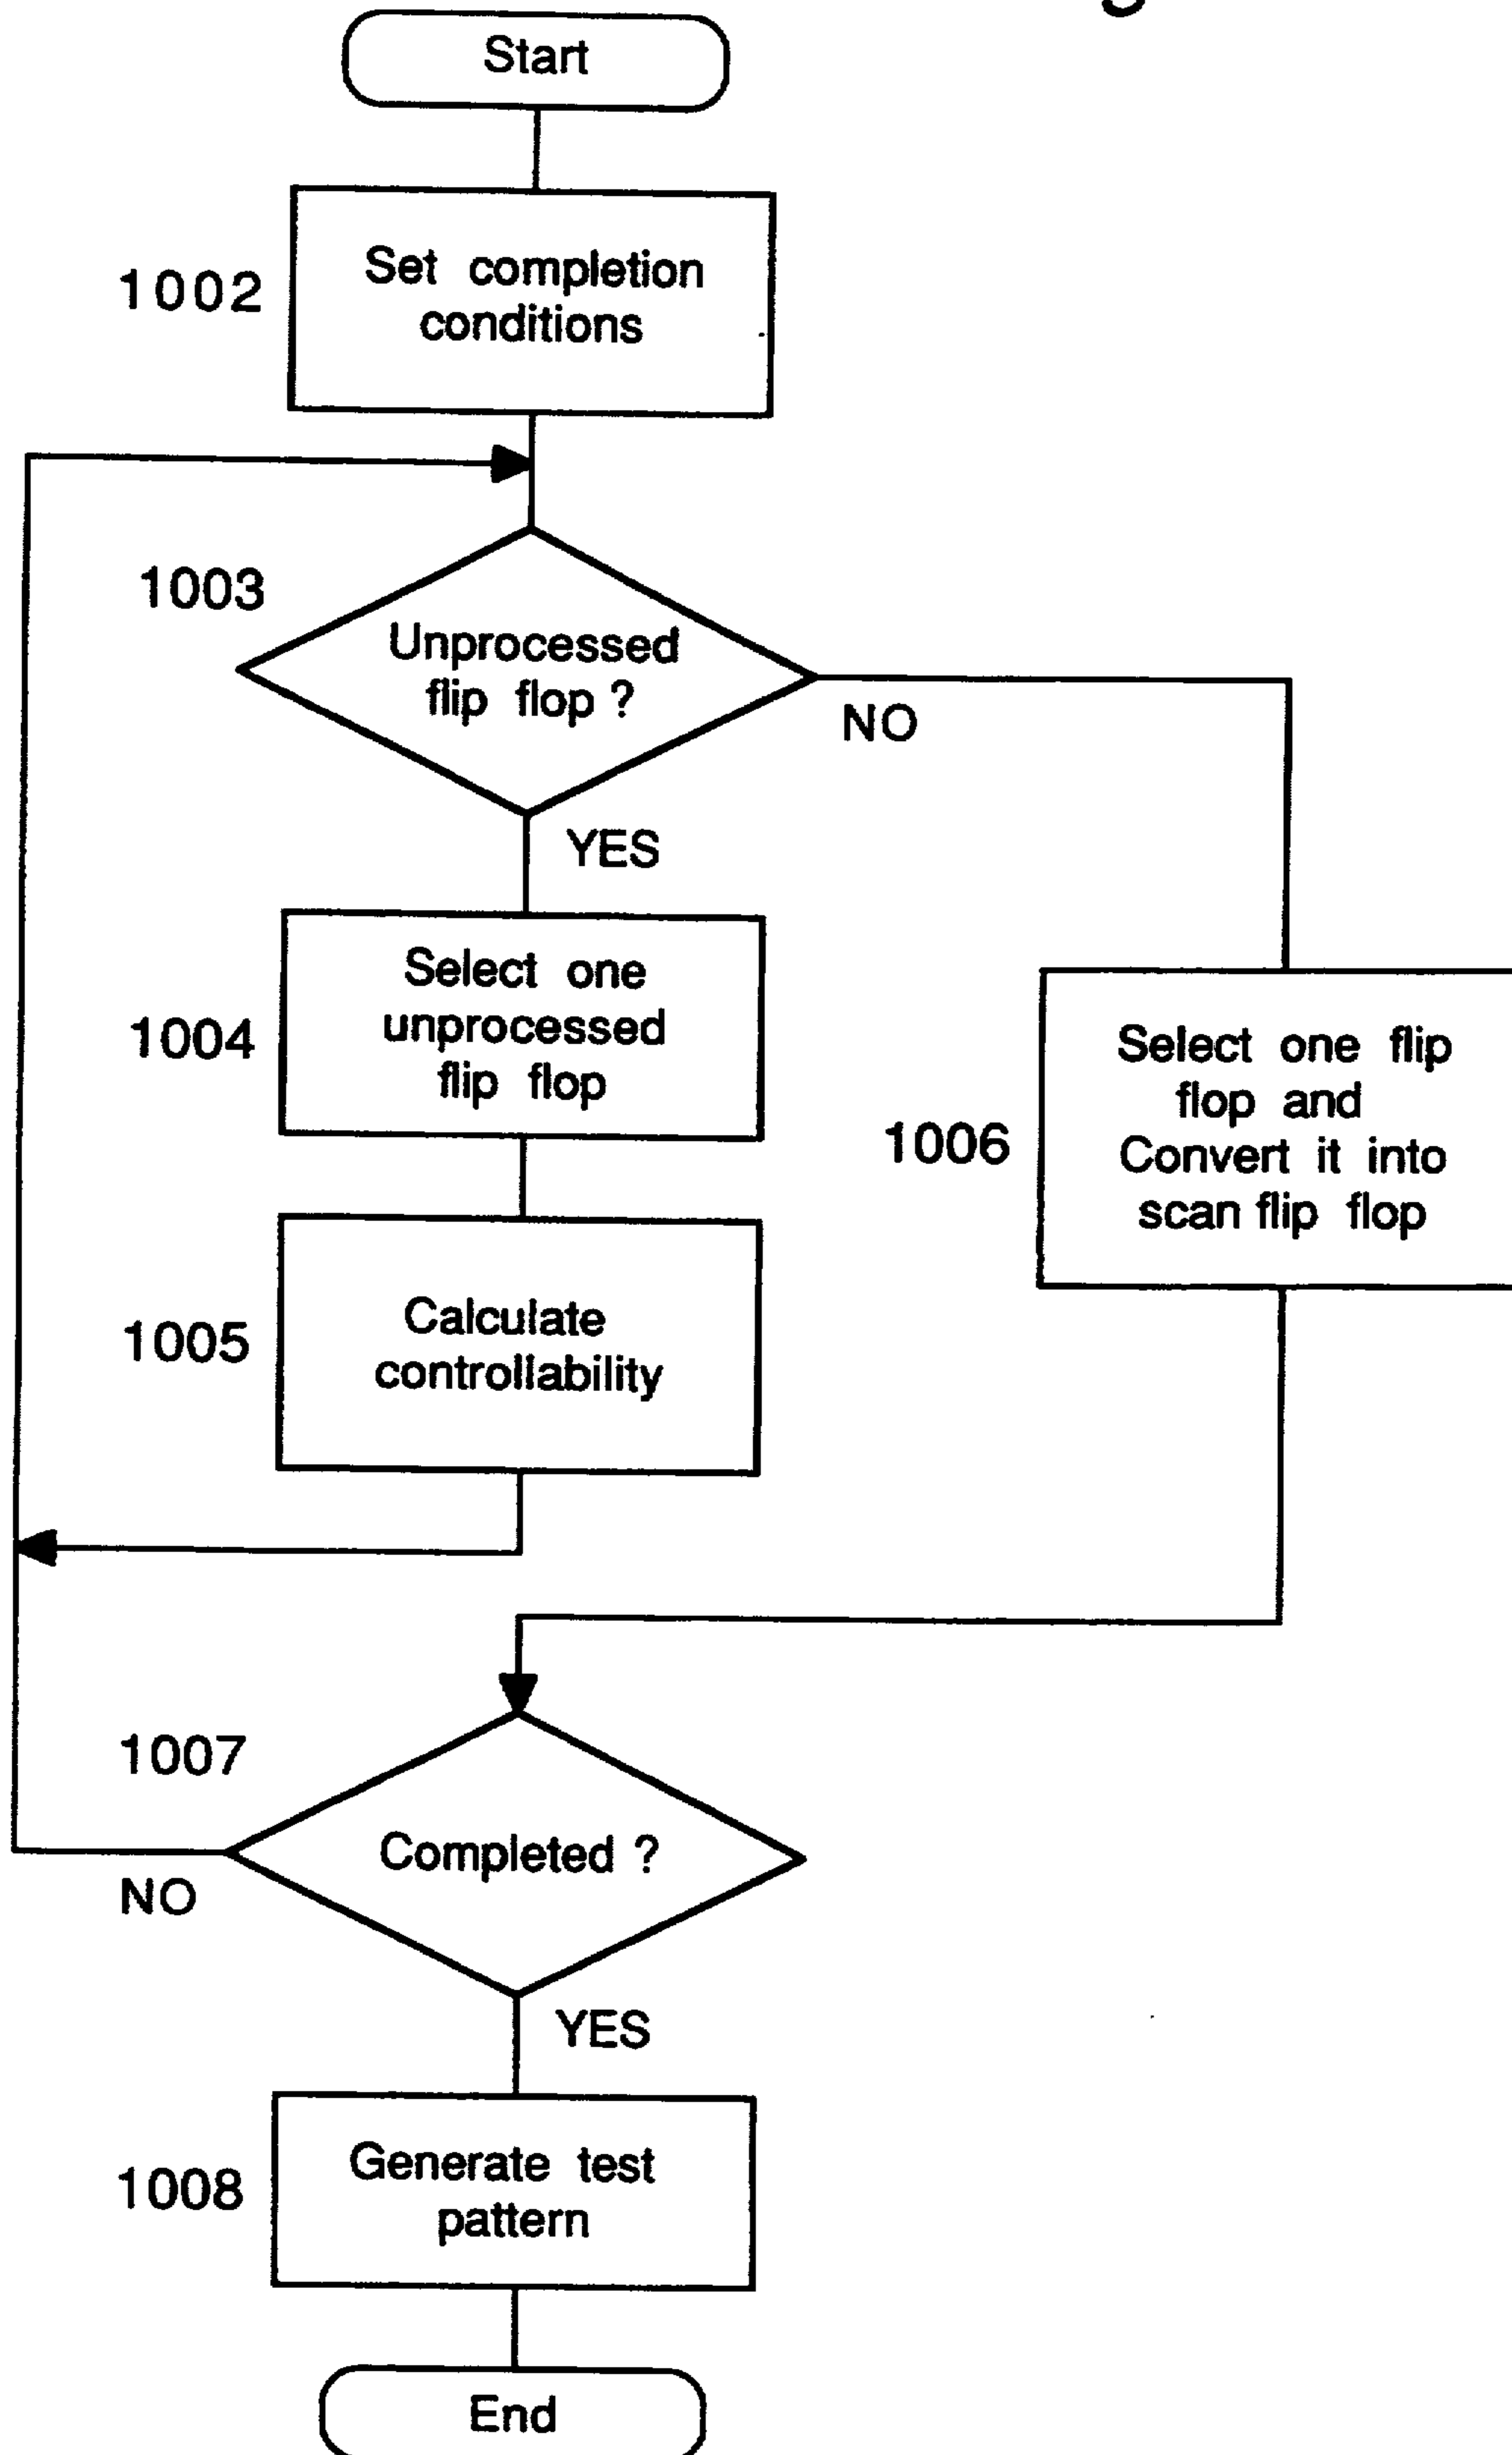 Start
1002
Set completion
conditions
1003
Unprocessed
flip flop ?
NO
YES
1004
Select one
unprocessed
flip flop
1006
Select one flip
flop and
Convert it into
scan flip flop
1005
Calculate
controllability
1007
Completed ?
NO
YES
1008
Generate test
pattern
End